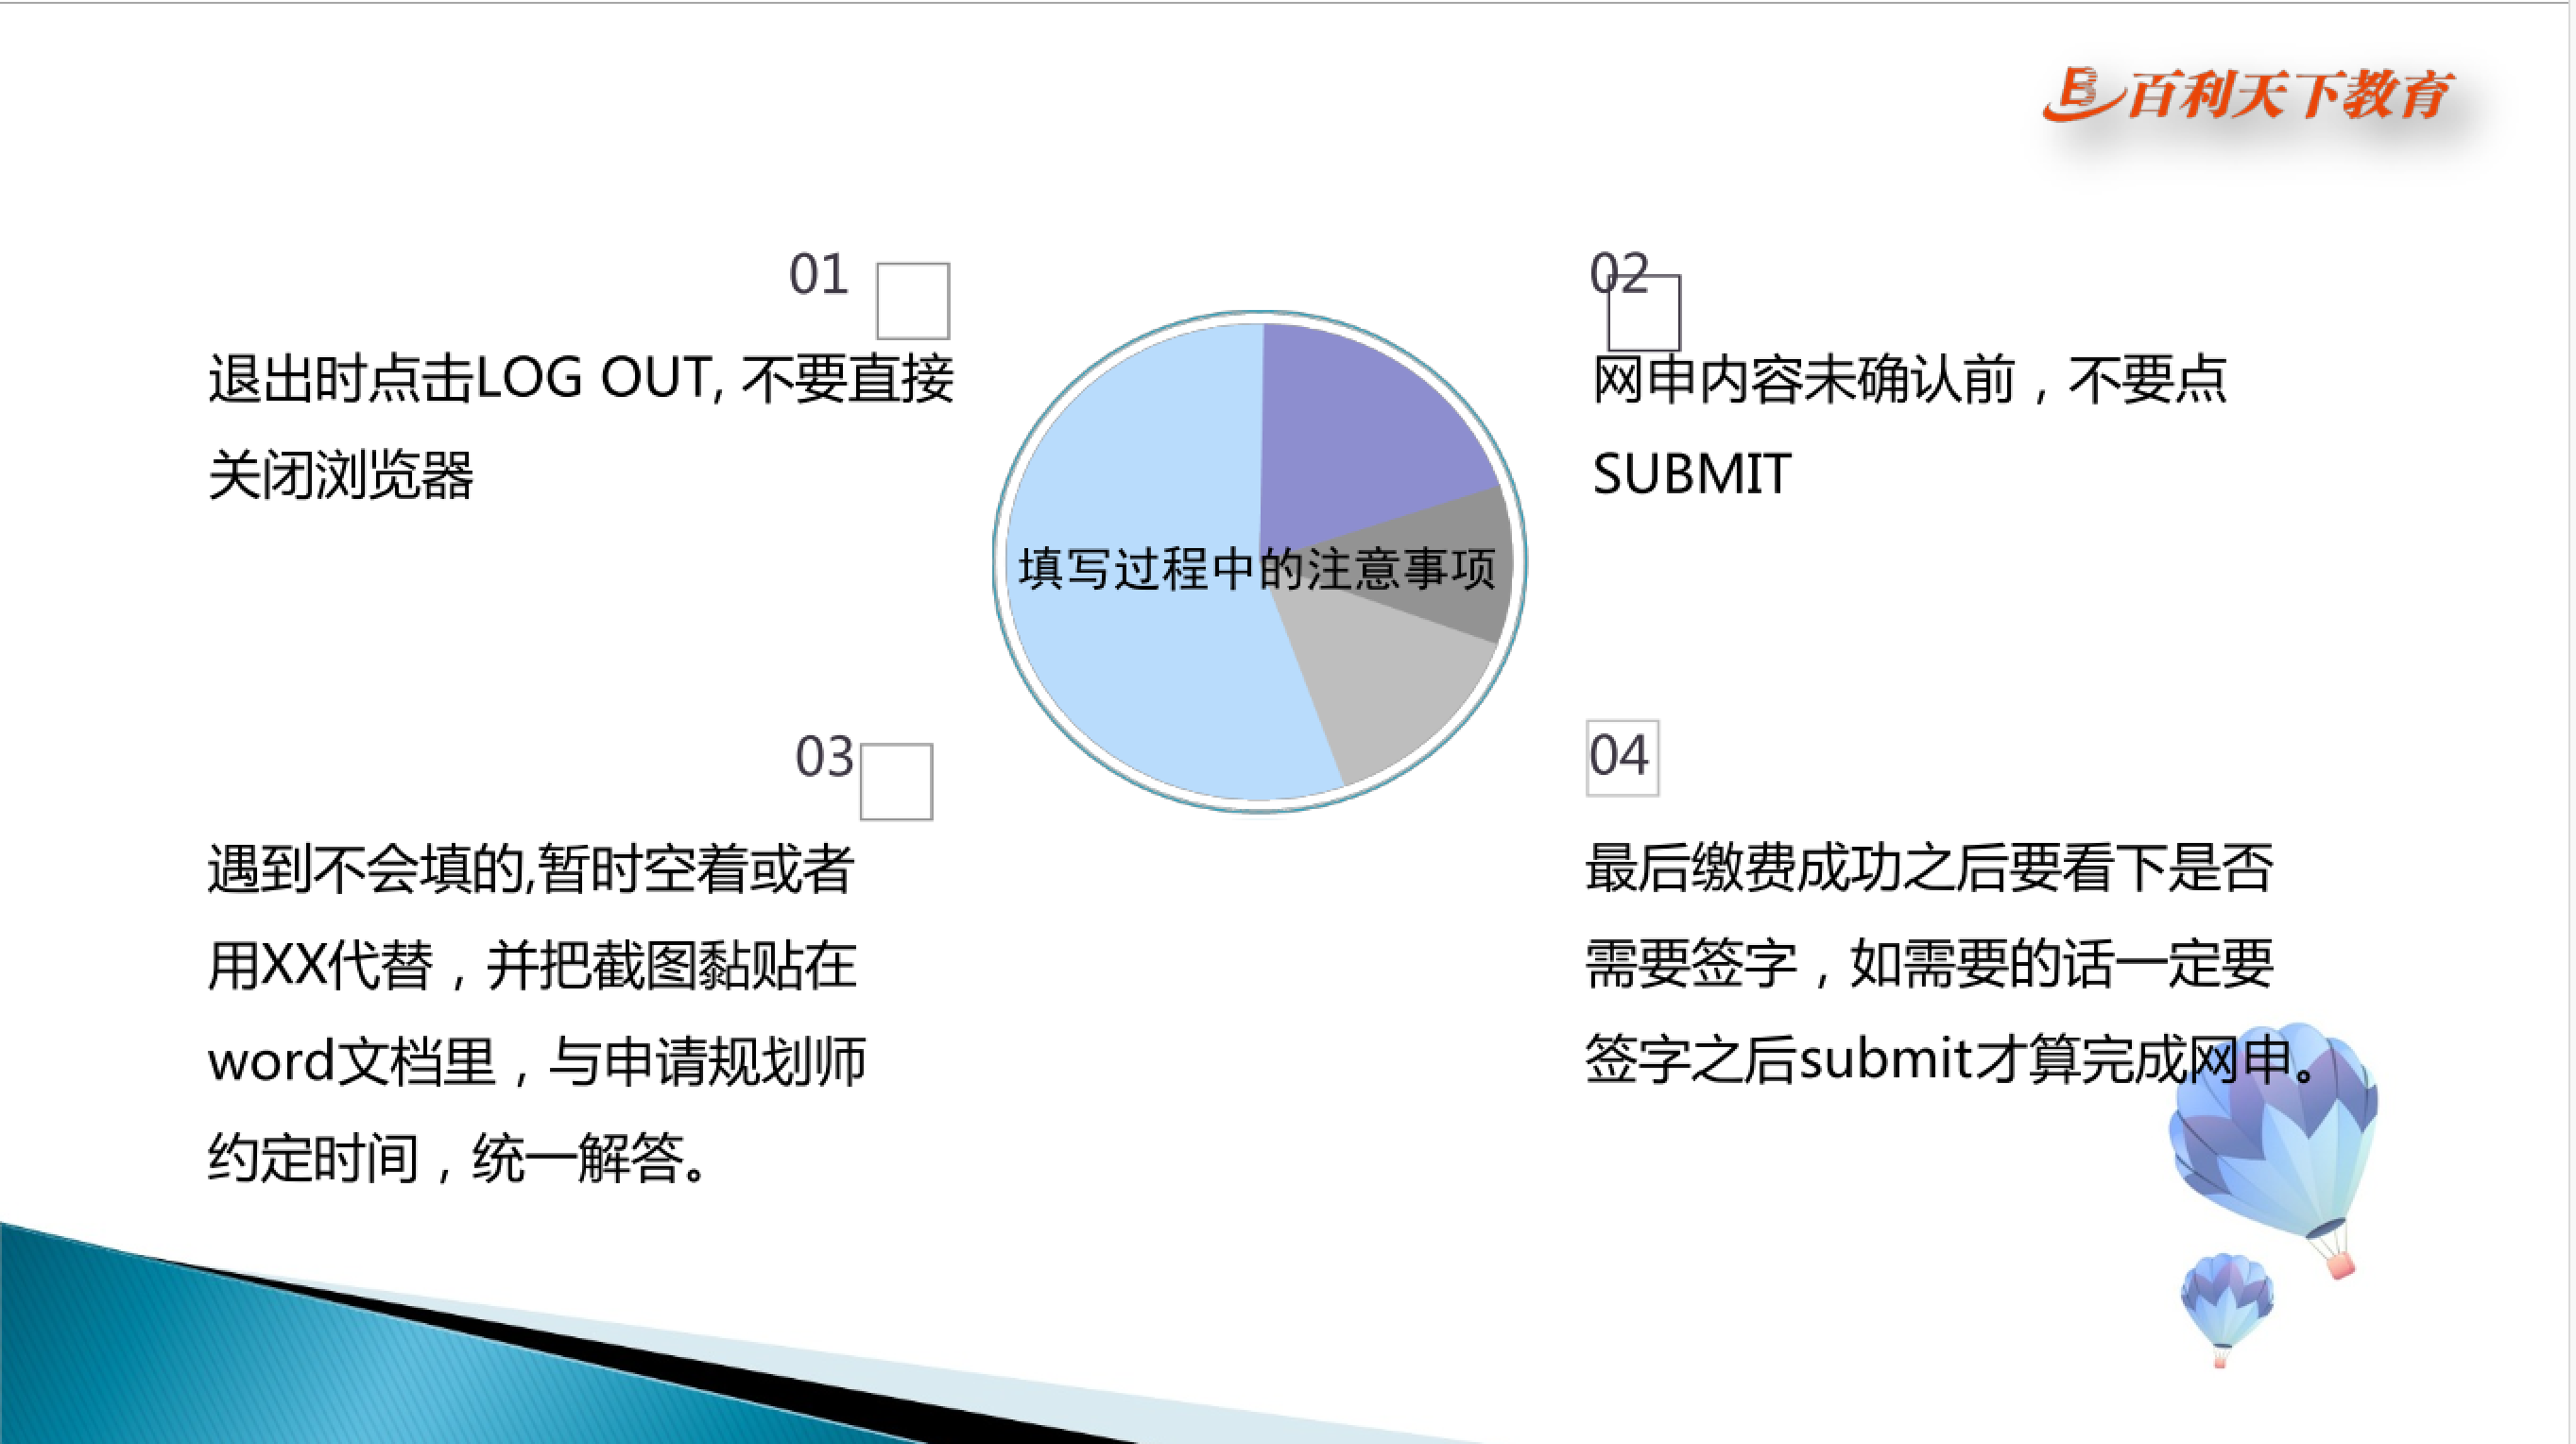 百利天下教育
01
退出时点击LOG OUT, 不要直接
关闭浏览器
02
网申内容未确认前，不要点
SUBMIT
填写过程中的注意事项
03
遇到不会填的,暂时空着或者
用XX代替，并把截图黏贴在
word文档里，与申请规划师
约定时间，统一解答。
04
最后缴费成功之后要看下是否
需要签字，如需要的话一定要
签字之后submit才算完成网申。